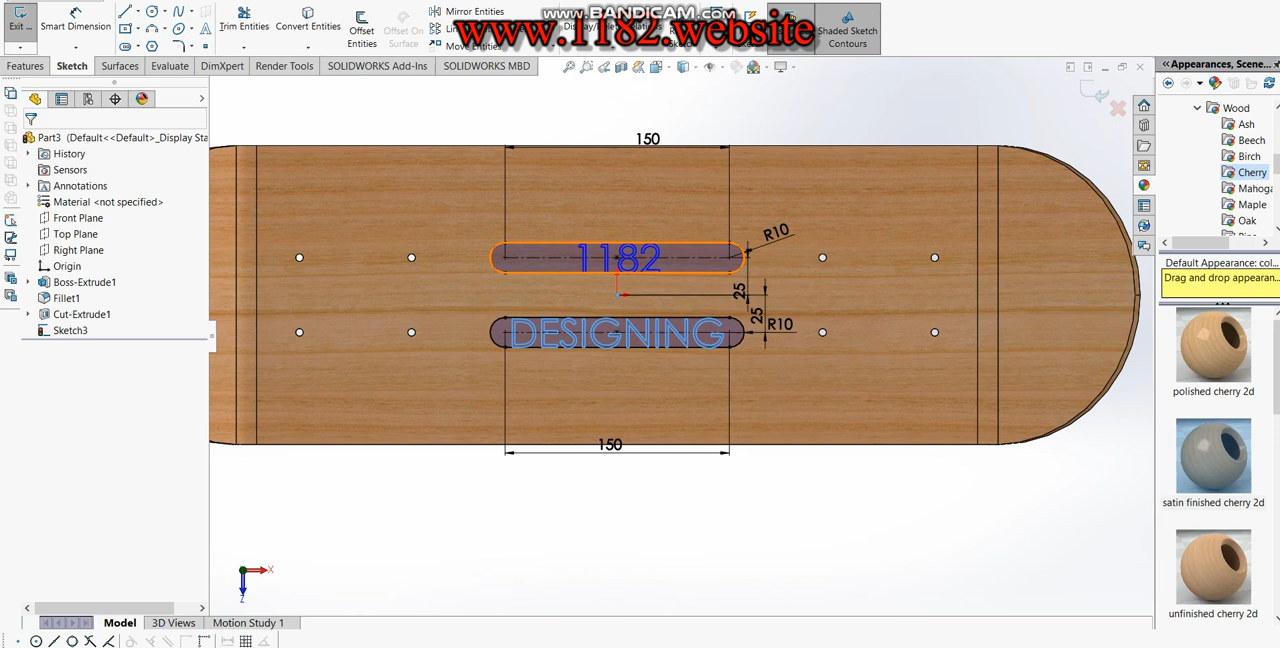 www.BANDICAM.com
www.1182.website
Exit ...
Smart Dimension
Trim Entities
Convert Entities
Offset Entities
Offset On Surface
Mirror Entities
Move Entities
Shaded Sketch Contours
Features
Sketch
Surfaces
Evaluate
DimXpert
Render Tools
SOLIDWORKS Add-Ins
SOLIDWORKS MBD
Part3 (Default<<Default>_Display Sta
History
Sensors
Annotations
Material <not specified>
Front Plane
Top Plane
Right Plane
Origin
Boss-Extrude1
Fillet1
Cut-Extrude1
Sketch3
150
R10
1182
25
25
R10
DESIGNING
150
X
Z
Appearances, Scene...
Wood
Ash
Beech
Birch
Cherry
Mahoga
Maple
Oak
Default Appearance: col...
Drag and drop appearan...
polished cherry 2d
satin finished cherry 2d
unfinished cherry 2d
Model
3D Views
Motion Study 1